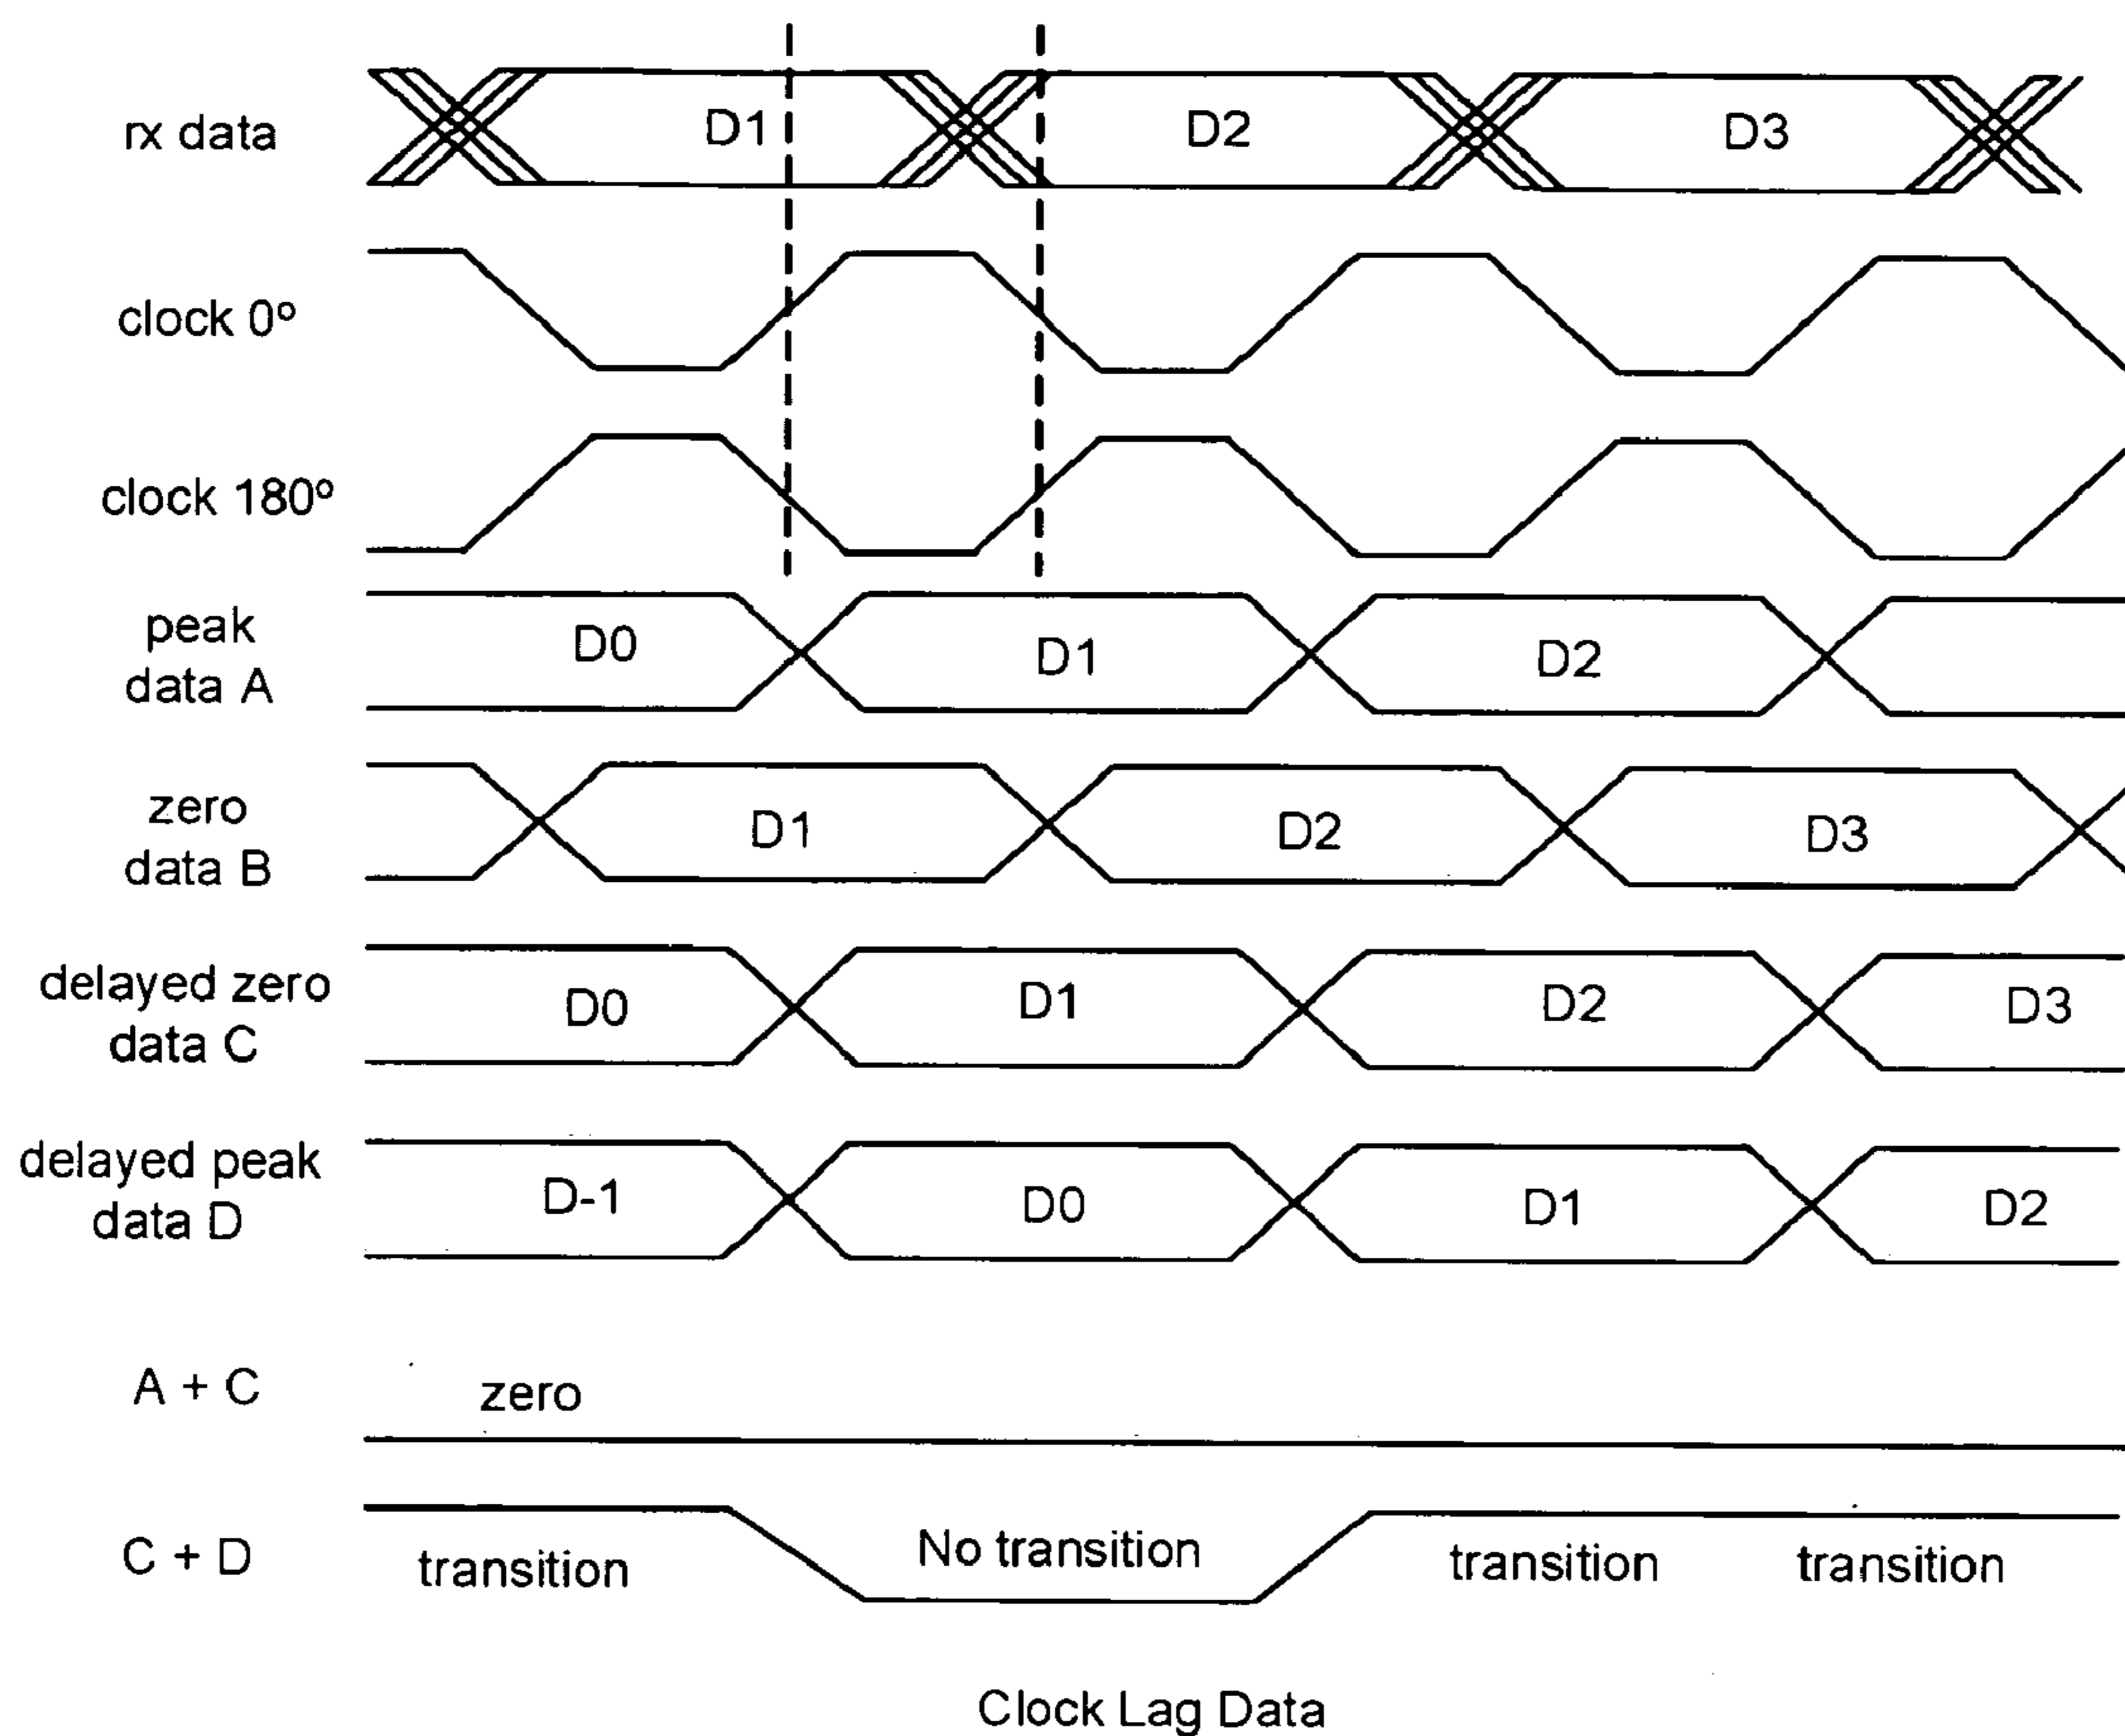 rx data
D1
D2
D3
clock 0º
clock 180º
peak
data A
D0
D1
D2
zero
data B
D1
D2
D3
delayed zero
data C
D0
D1
D2
D3
delayed peak
data D
D-1
D0
D1
D2
A + C
zero
C + D
transition
No transition
transition
transition
Clock Lag Data